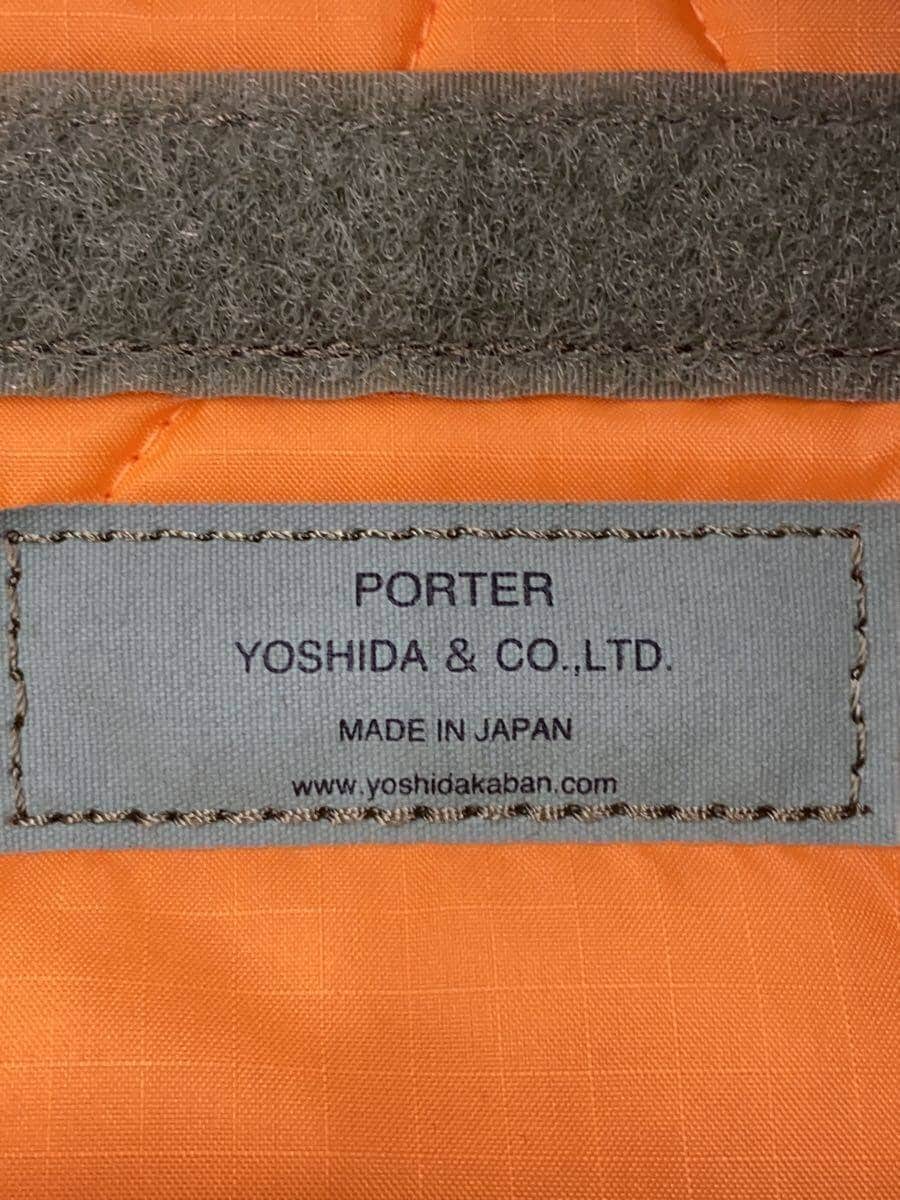 PORTER
YOSHIDA & CO.,LTD.
MADE IN JAPAN
www.yoshidakaban.com